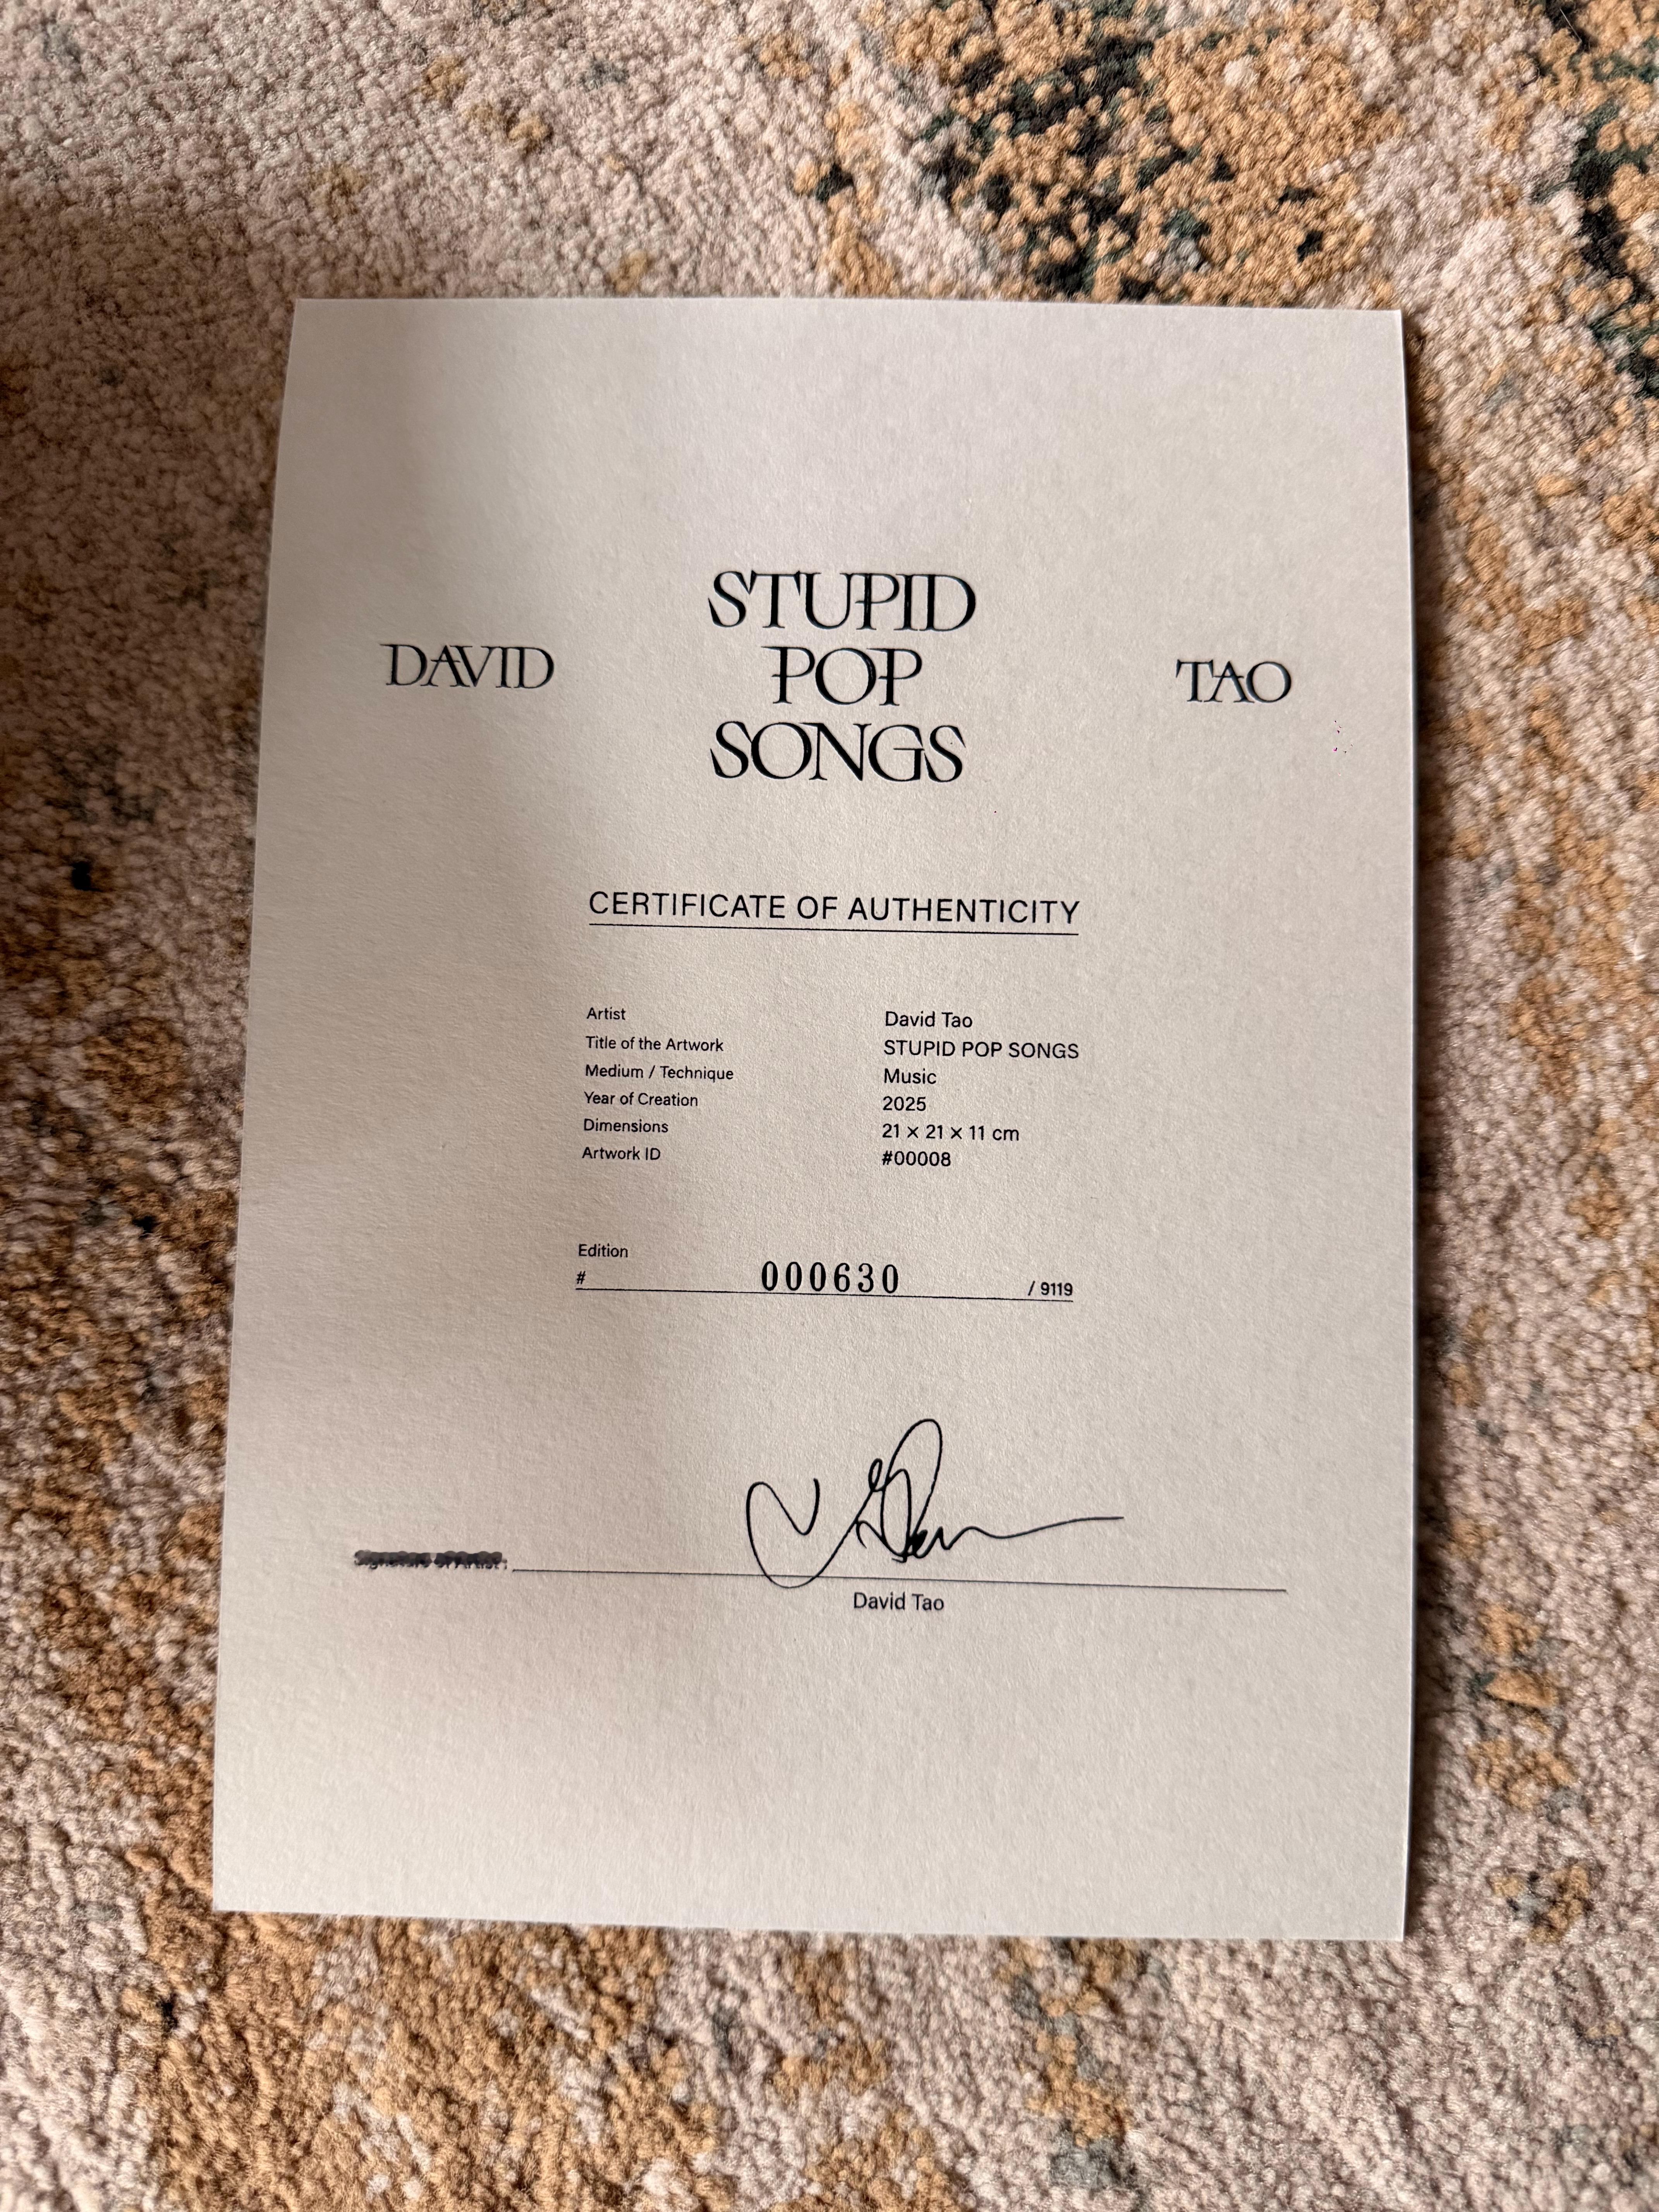 STUPID
DAVID POP TAO
SONGS
CERTIFICATE OF AUTHENTICITY
Artist David Tao
Title of the Artwork STUPID POP SONGS
Medium / Technique Music
Year of Creation 2025
Dimensions 21 × 21 × 11 cm
Artwork ID #00008
Edition
# 000630 / 9119
David Tao